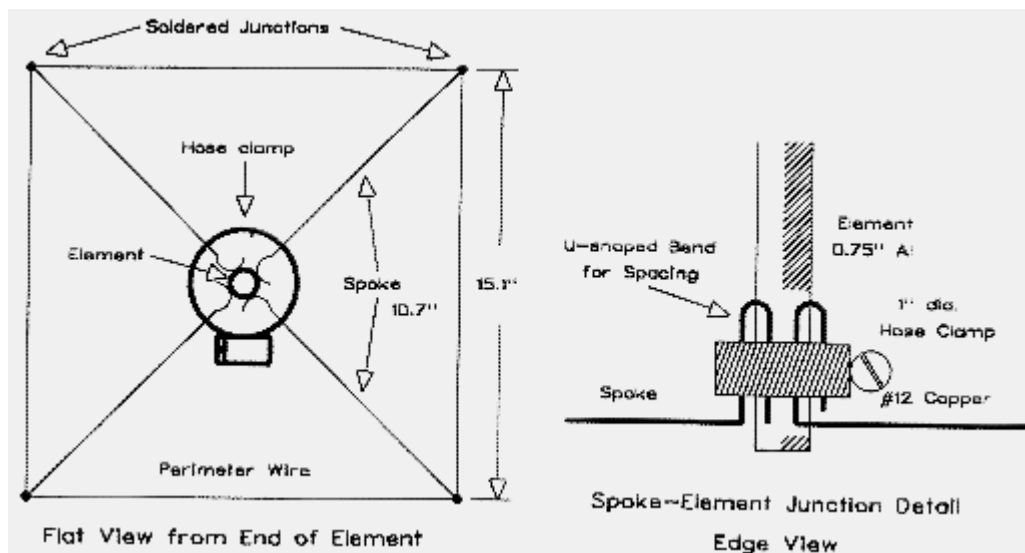 Soldered Junctions
Hose clamp
Element
Spoke
10.7"
15.1"
Perimeter Wire
Flat View from End of Element
U-shaped Bend
for Spacing
Element
0.75" Al
1" dia.
Hose Clamp
Spoke
#12 Copper
Spoke-Element Junction Detail
Edge View